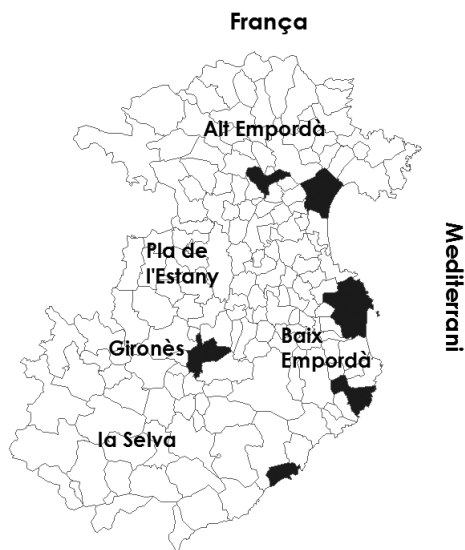 França
Alt Empordà
Mediterrani
Pla de
l'Estany
Gironès
Baix
Empordà
la Selva